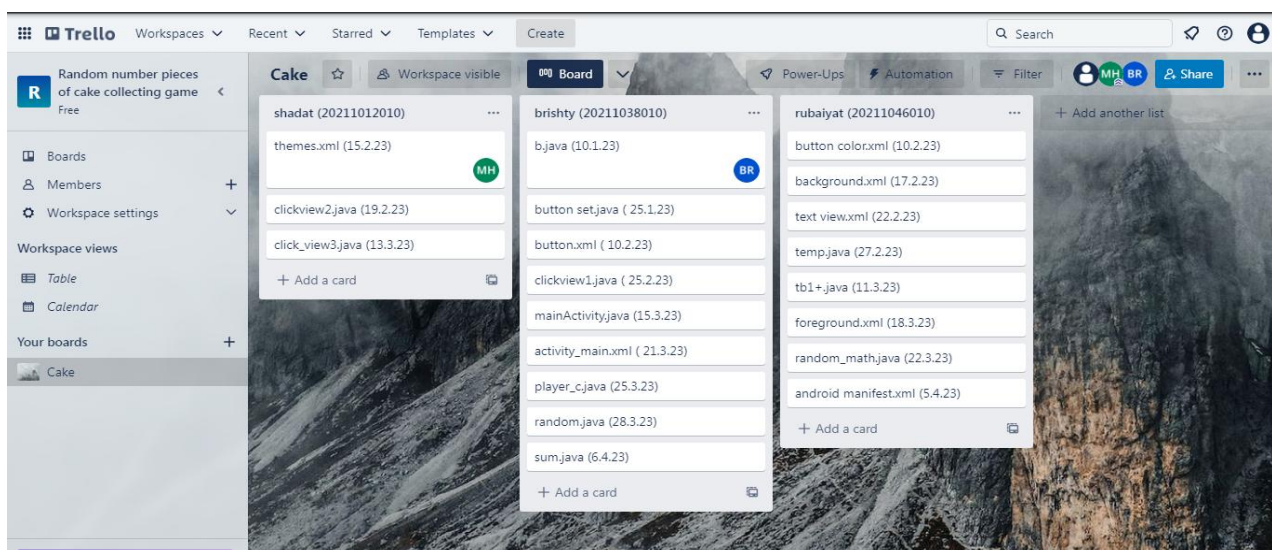 Trello
Workspaces
Recent
Starred
Templates
Create
Search
R
Random number pieces
of cake collecting game
Free
Boards
Members
Workspace settings
Workspace views
Table
Calendar
Your boards
Cake
Cake
Workspace visible
Board
Power-Ups
Automation
Filter
MH
BR
Share
shadat (20211012010)
themes.xml (15.2.23)
MH
clickview2.java (19.2.23)
click_view3.java (13.3.23)
+ Add a card
brishty (20211038010)
b.java (10.1.23)
BR
button set.java ( 25.1.23)
button.xml ( 10.2.23)
clickview1.java ( 25.2.23)
mainActivity.java (15.3.23)
activity_main.xml ( 21.3.23)
player_c.java (25.3.23)
random.java (28.3.23)
sum.java (6.4.23)
+ Add a card
rubaiyat (20211046010)
button color.xml (10.2.23)
background.xml (17.2.23)
text view.xml (22.2.23)
temp.java (27.2.23)
tb1+.java (11.3.23)
foreground.xml (18.3.23)
random_math.java (22.3.23)
android manifest.xml (5.4.23)
+ Add a card
+ Add another list